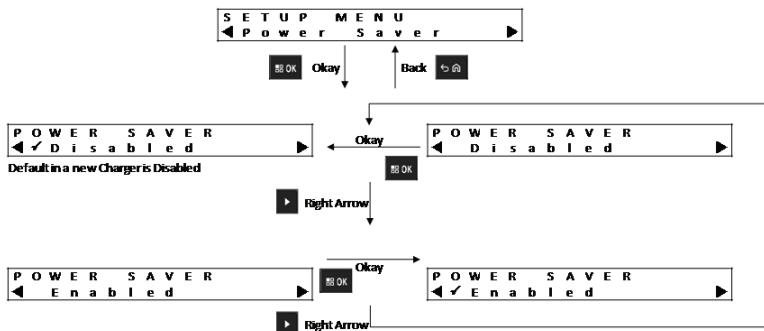 SETUP MENU
◀ Power Saver ▶
OK Okay Back
POWER SAVER
◀ ✓ Disabled ▶
Okay
POWER SAVER
Disabled ▶
Default in a new Charger is Disabled
OK
Right Arrow
POWER SAVER
◀ Enabled ▶
Okay
OK
POWER SAVER
◀ ✓ Enabled ▶
Right Arrow